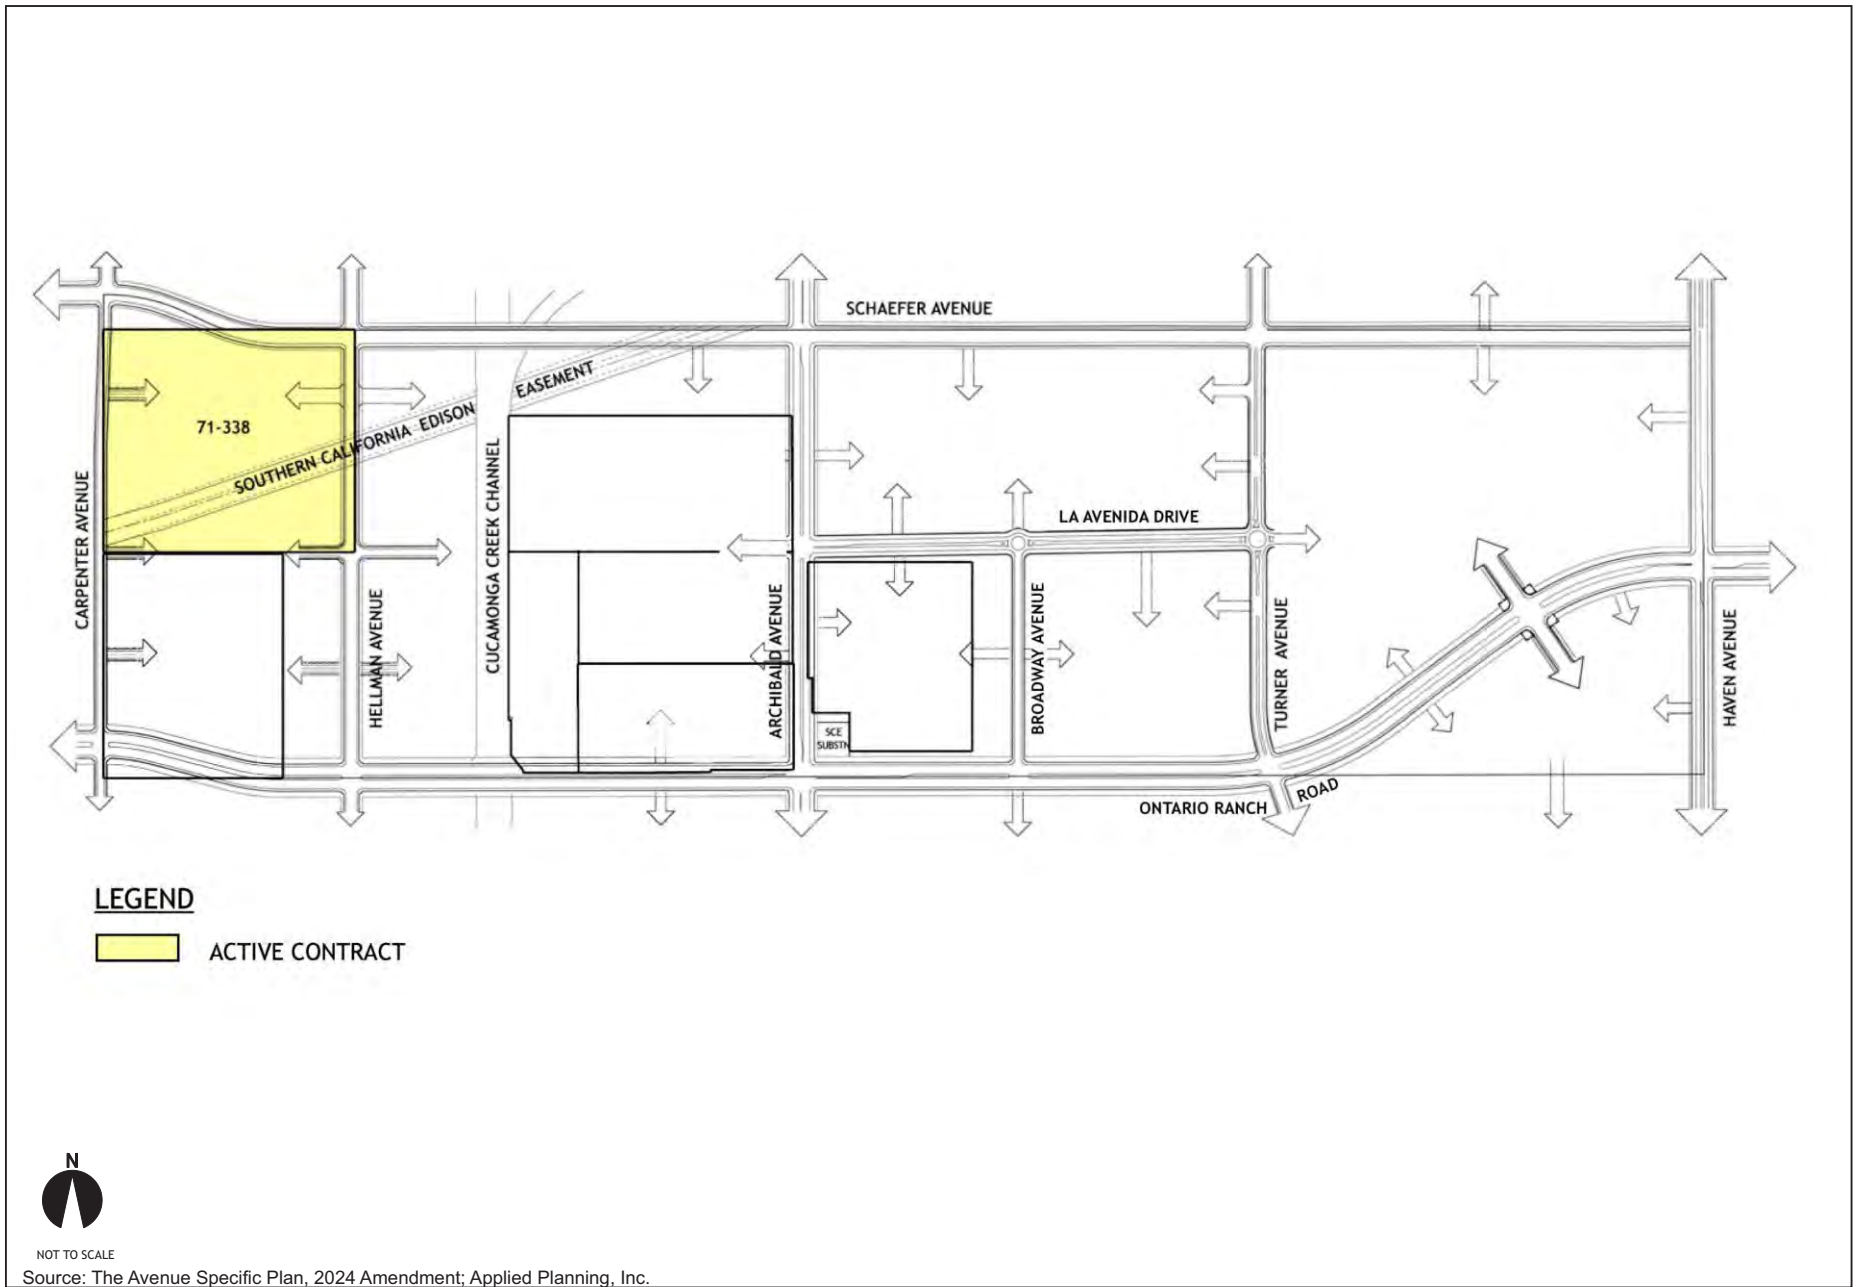 SCHAEFER AVENUE
EASEMENT
SOUTHERN CALIFORNIA EDISON
71-338
CARPENTER AVENUE
HELLMAN AVENUE
CUCAMONGA CREEK CHANNEL
ARCHIBALD AVENUE
LA AVENIDA DRIVE
BROADWAY AVENUE
TURNER AVENUE
HAVEN AVENUE
SCE
SUBSTN
ONTARIO RANCH
ROAD
LEGEND
ACTIVE CONTRACT
N
NOT TO SCALE
Source: The Avenue Specific Plan, 2024 Amendment; Applied Planning, Inc.